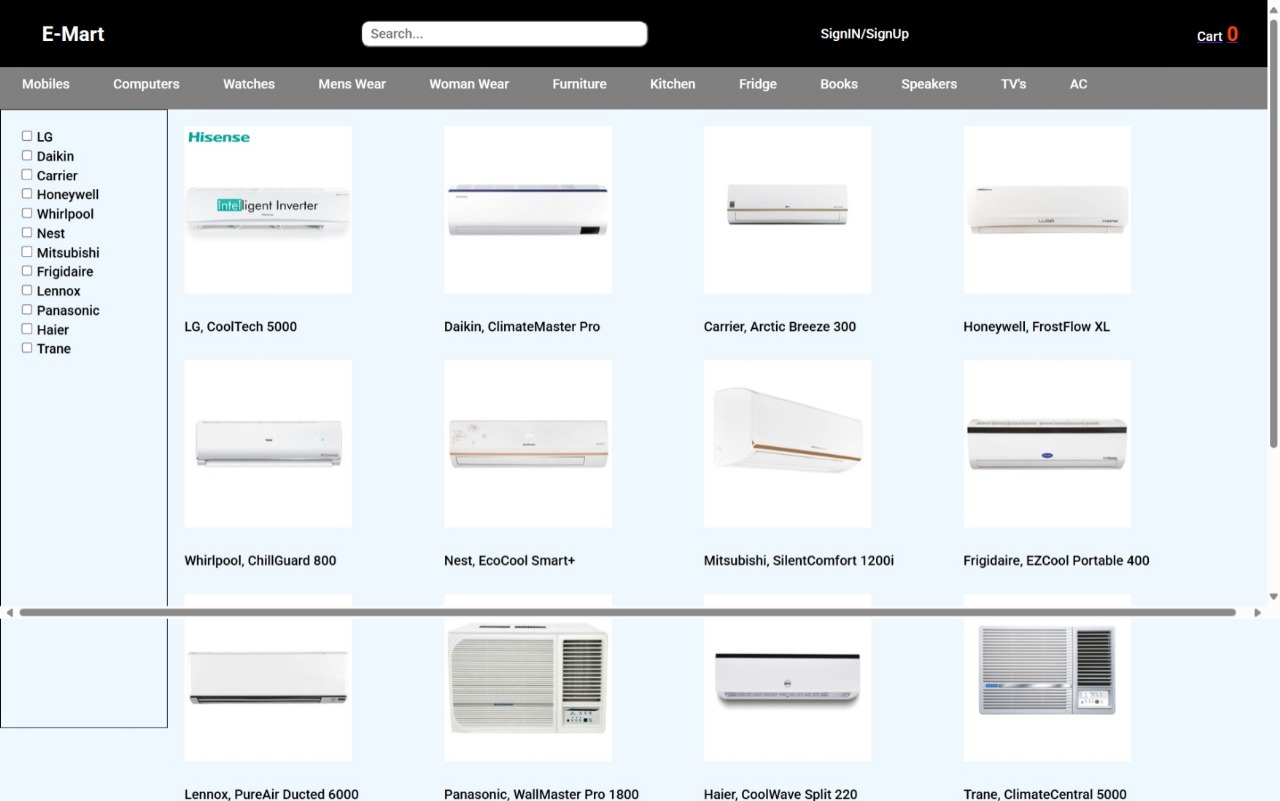 E-Mart
Search...
SignIN/SignUp
Cart 0
Mobiles
Computers
Watches
Mens Wear
Woman Wear
Furniture
Kitchen
Fridge
Books
Speakers
TV's
AC
LG
Daikin
Carrier
Honeywell
Whirlpool
Nest
Mitsubishi
Frigidaire
Lennox
Panasonic
Haier
Trane
Hisense
Intelligent Inverter
LG, CoolTech 5000
Daikin, ClimateMaster Pro
Carrier, Arctic Breeze 300
LLOYD
Honeywell, FrostFlow XL
Whirlpool, ChillGuard 800
Nest, EcoCool Smart+
Mitsubishi, SilentComfort 1200i
Frigidaire, EZCool Portable 400
Lennox, PureAir Ducted 6000
Panasonic, WallMaster Pro 1800
Haier, CoolWave Split 220
Trane, ClimateCentral 5000